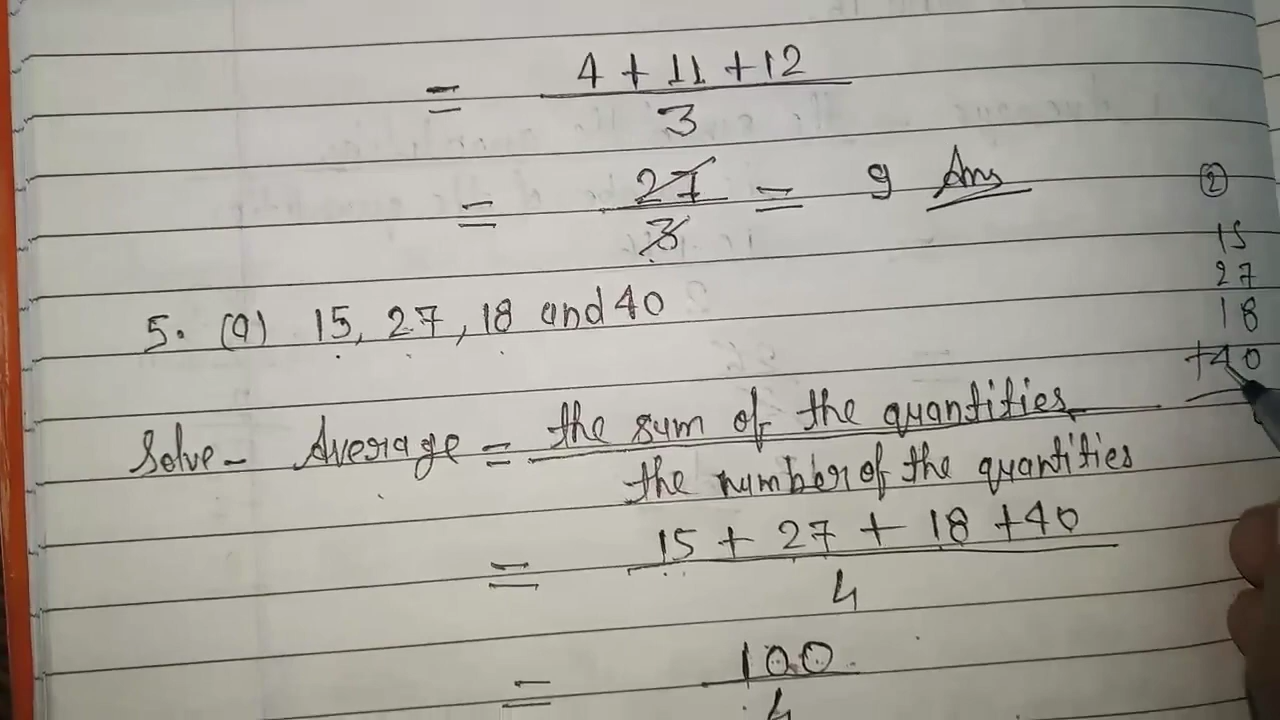 = 4 + 11 + 12
3
= 27 = 9 Ans
3
5. (a) 15, 27, 18 and 40
Solve - Average = the sum of the quantities
the number of the quantities
= 15 + 27 + 18 + 40
4
= 100
4
②
15
27
18
+40